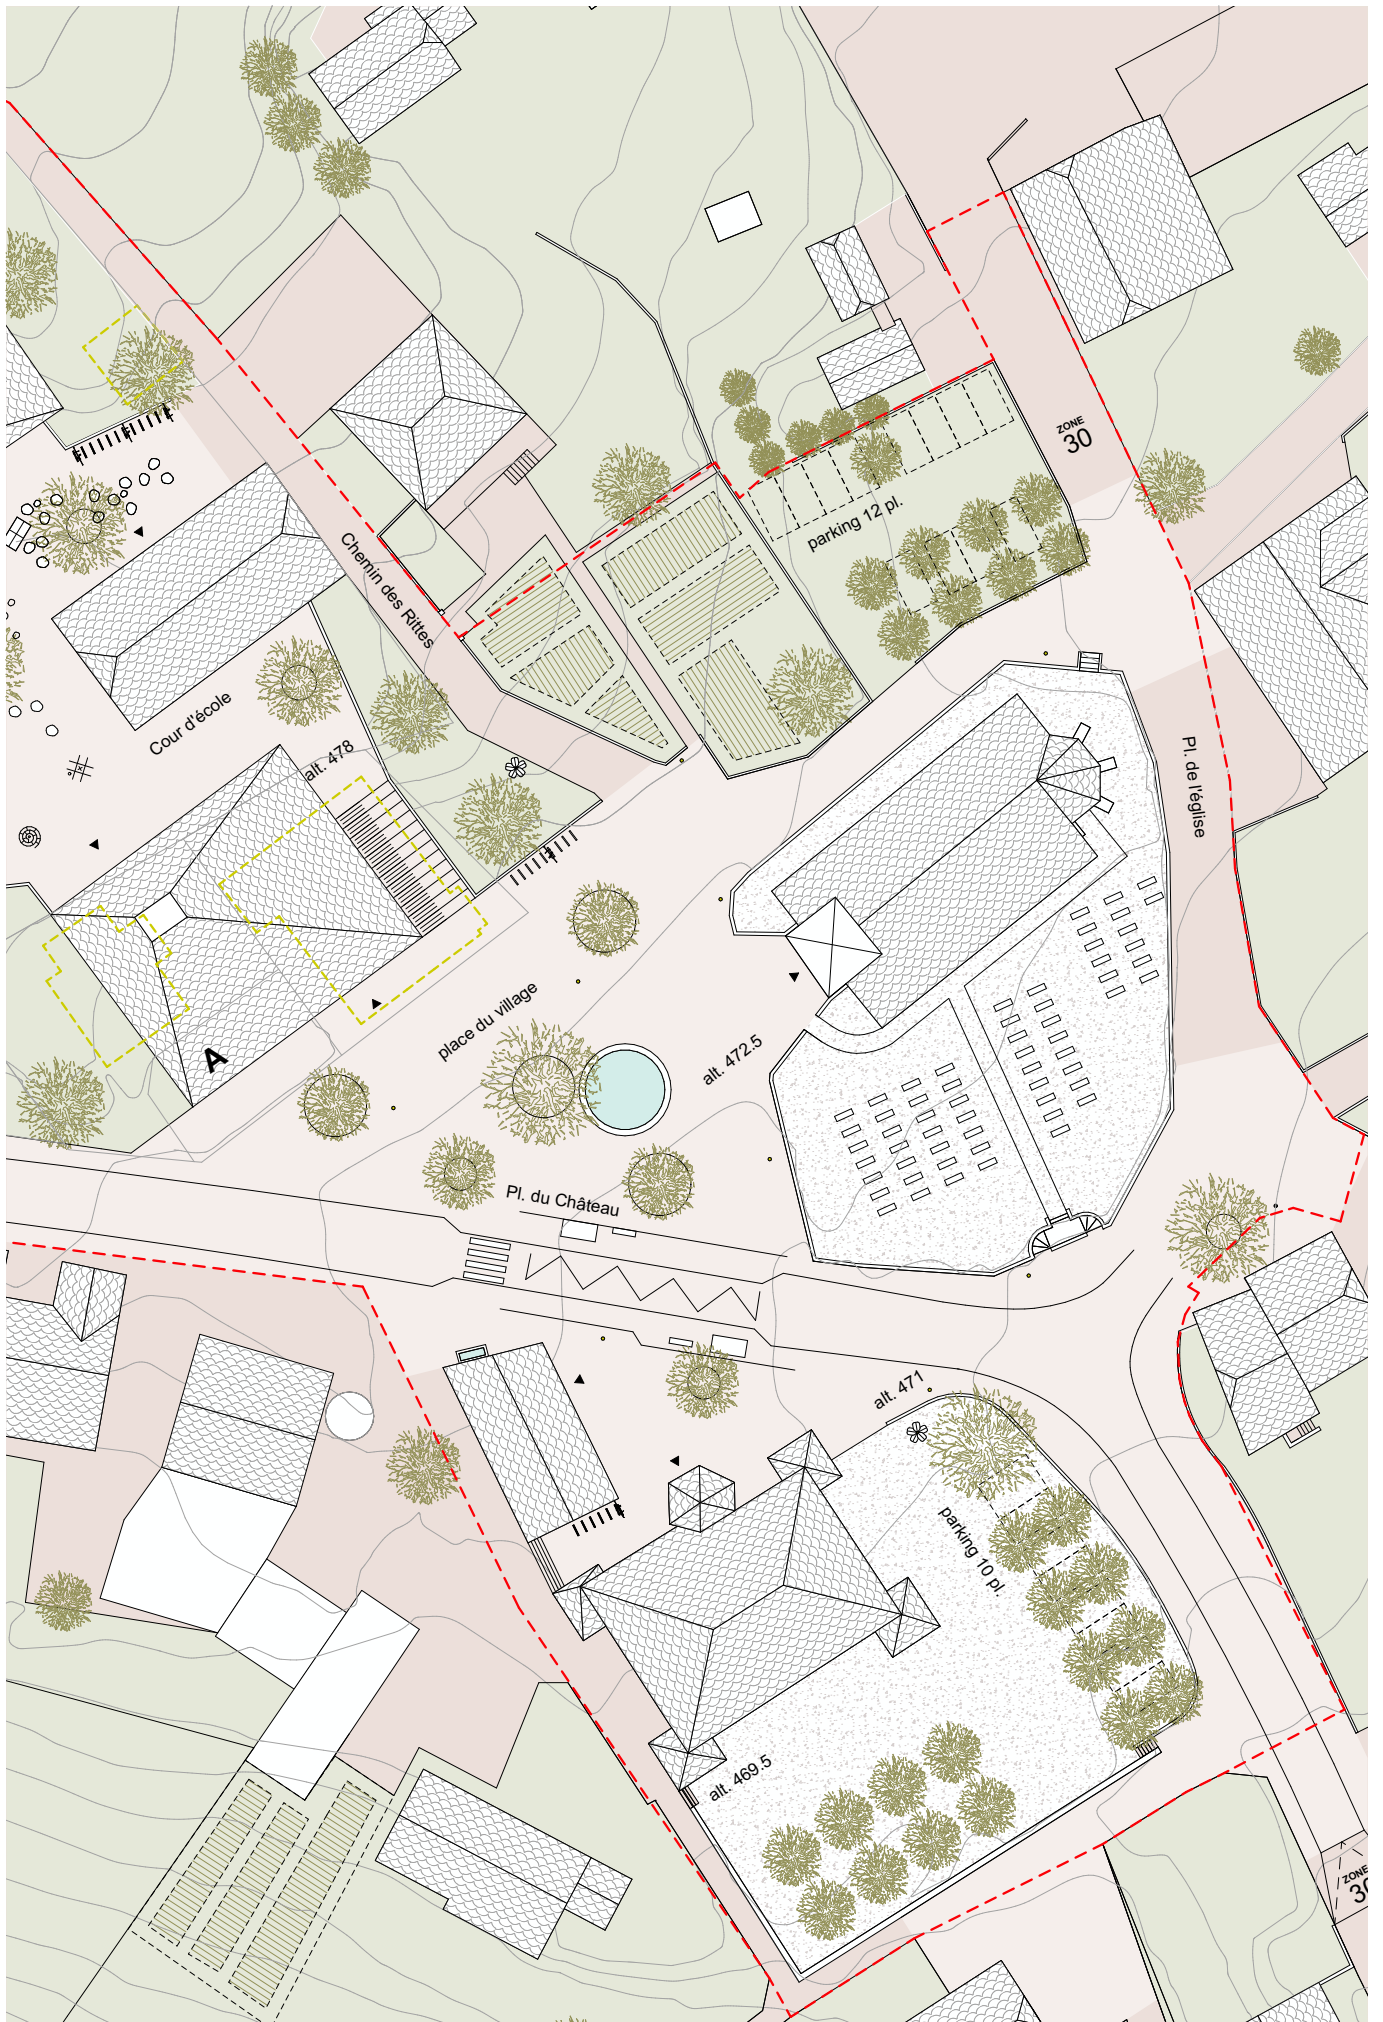 ZONE
30
parking 12 pl.
Chemin des Rittes
Cour d'école
alt. 478
Pl. de l'église
place du village
alt. 472.5
A
Pl. du Château
alt. 471
parking 10 pl.
alt. 469.5
ZONE
30